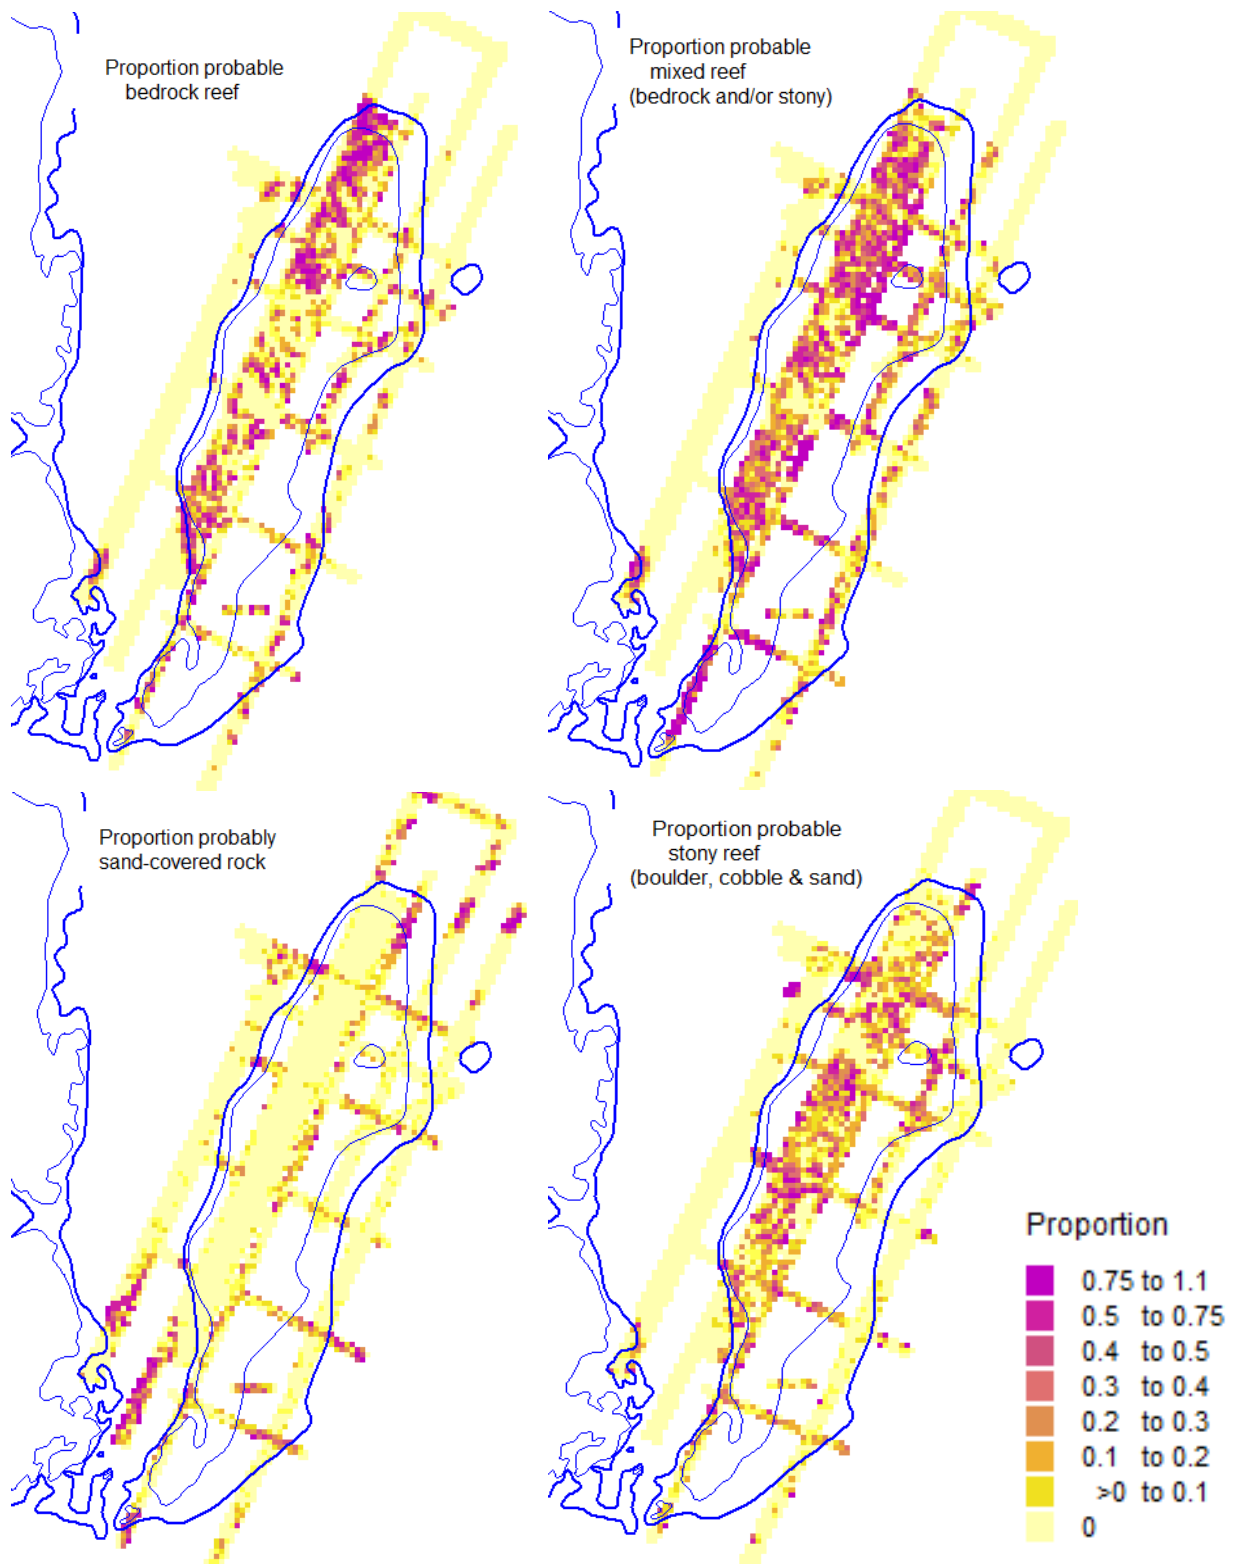 Proportion probable
bedrock reef
Proportion probable
mixed reef
(bedrock and/or stony)
Proportion probably
sand-covered rock
Proportion probable
stony reef
(boulder, cobble & sand)
Proportion
0.75 to 1.1
0.5 to 0.75
0.4 to 0.5
0.3 to 0.4
0.2 to 0.3
0.1 to 0.2
>0 to 0.1
0